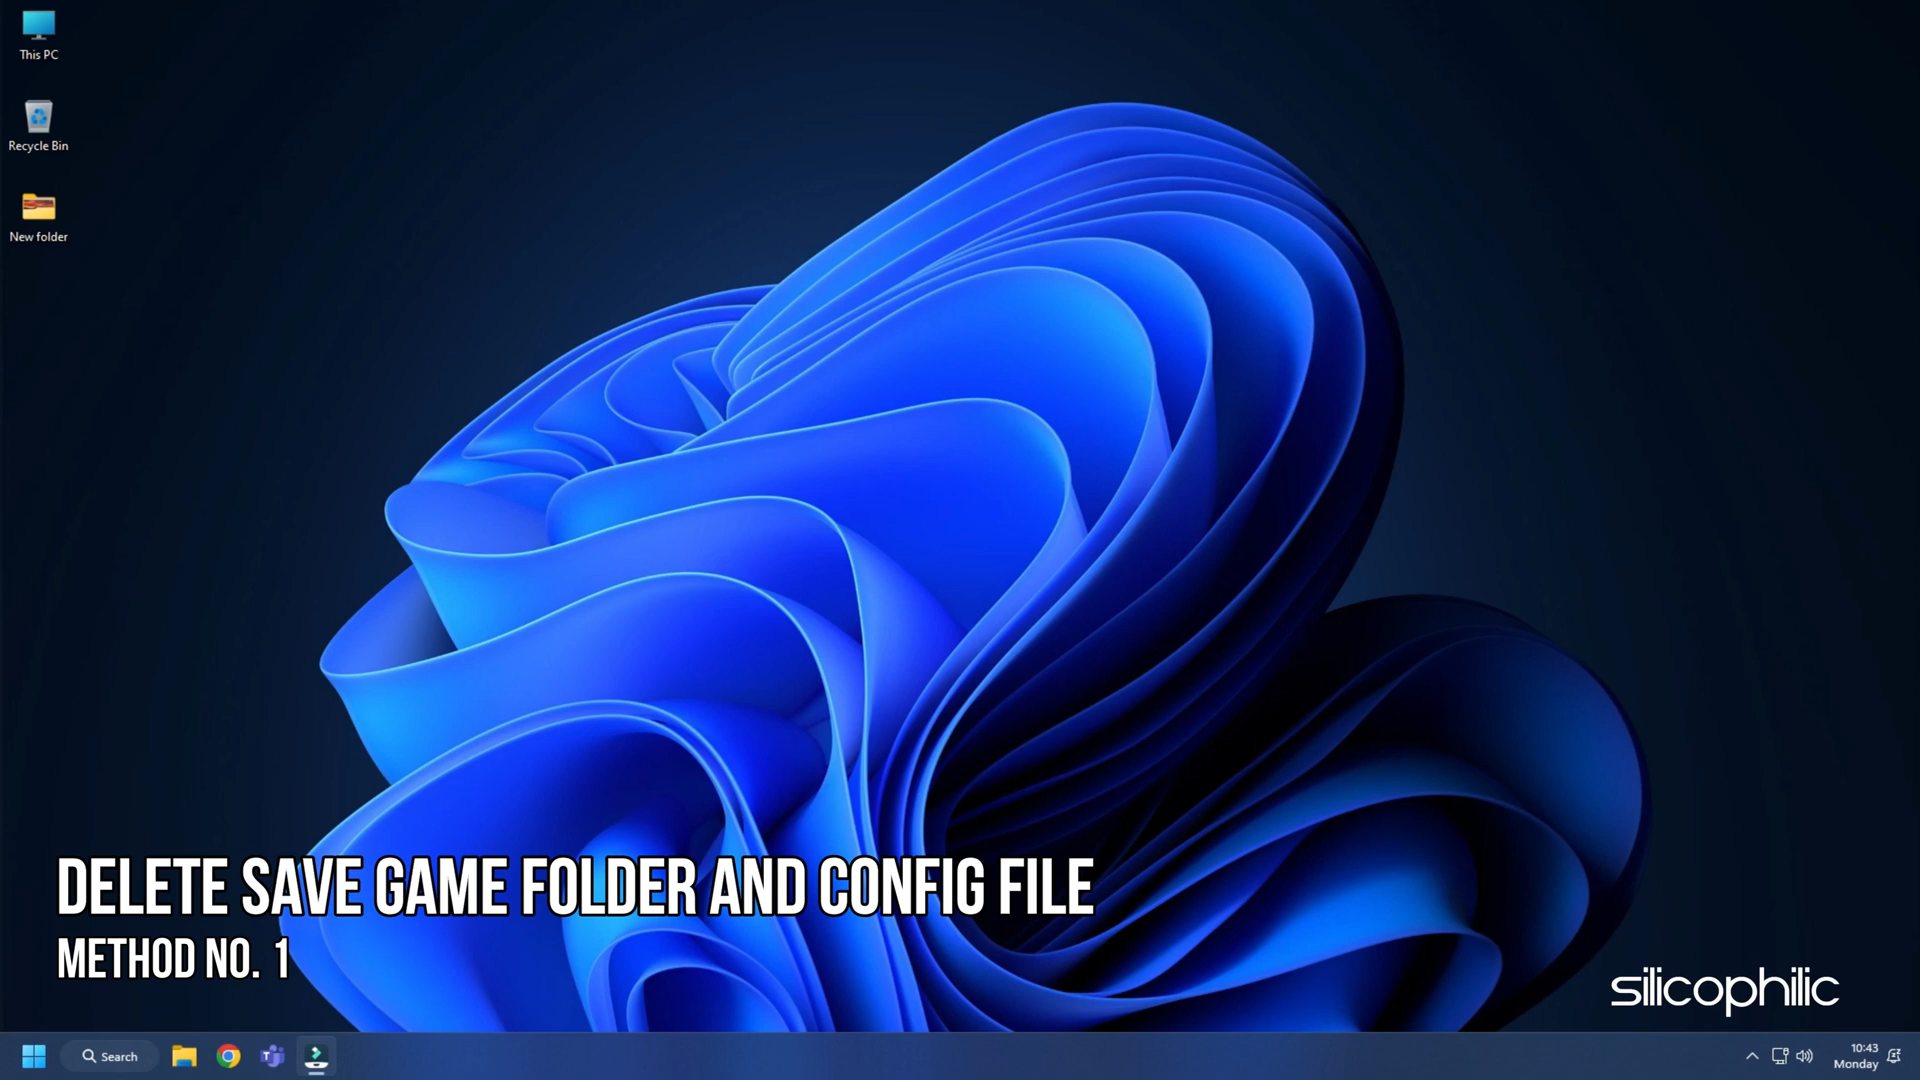 This PC
Recycle Bin
New folder
DELETE SAVE GAME FOLDER AND CONFIG FILE
METHOD NO. 1
silicophilic
Search
10:43
Monday